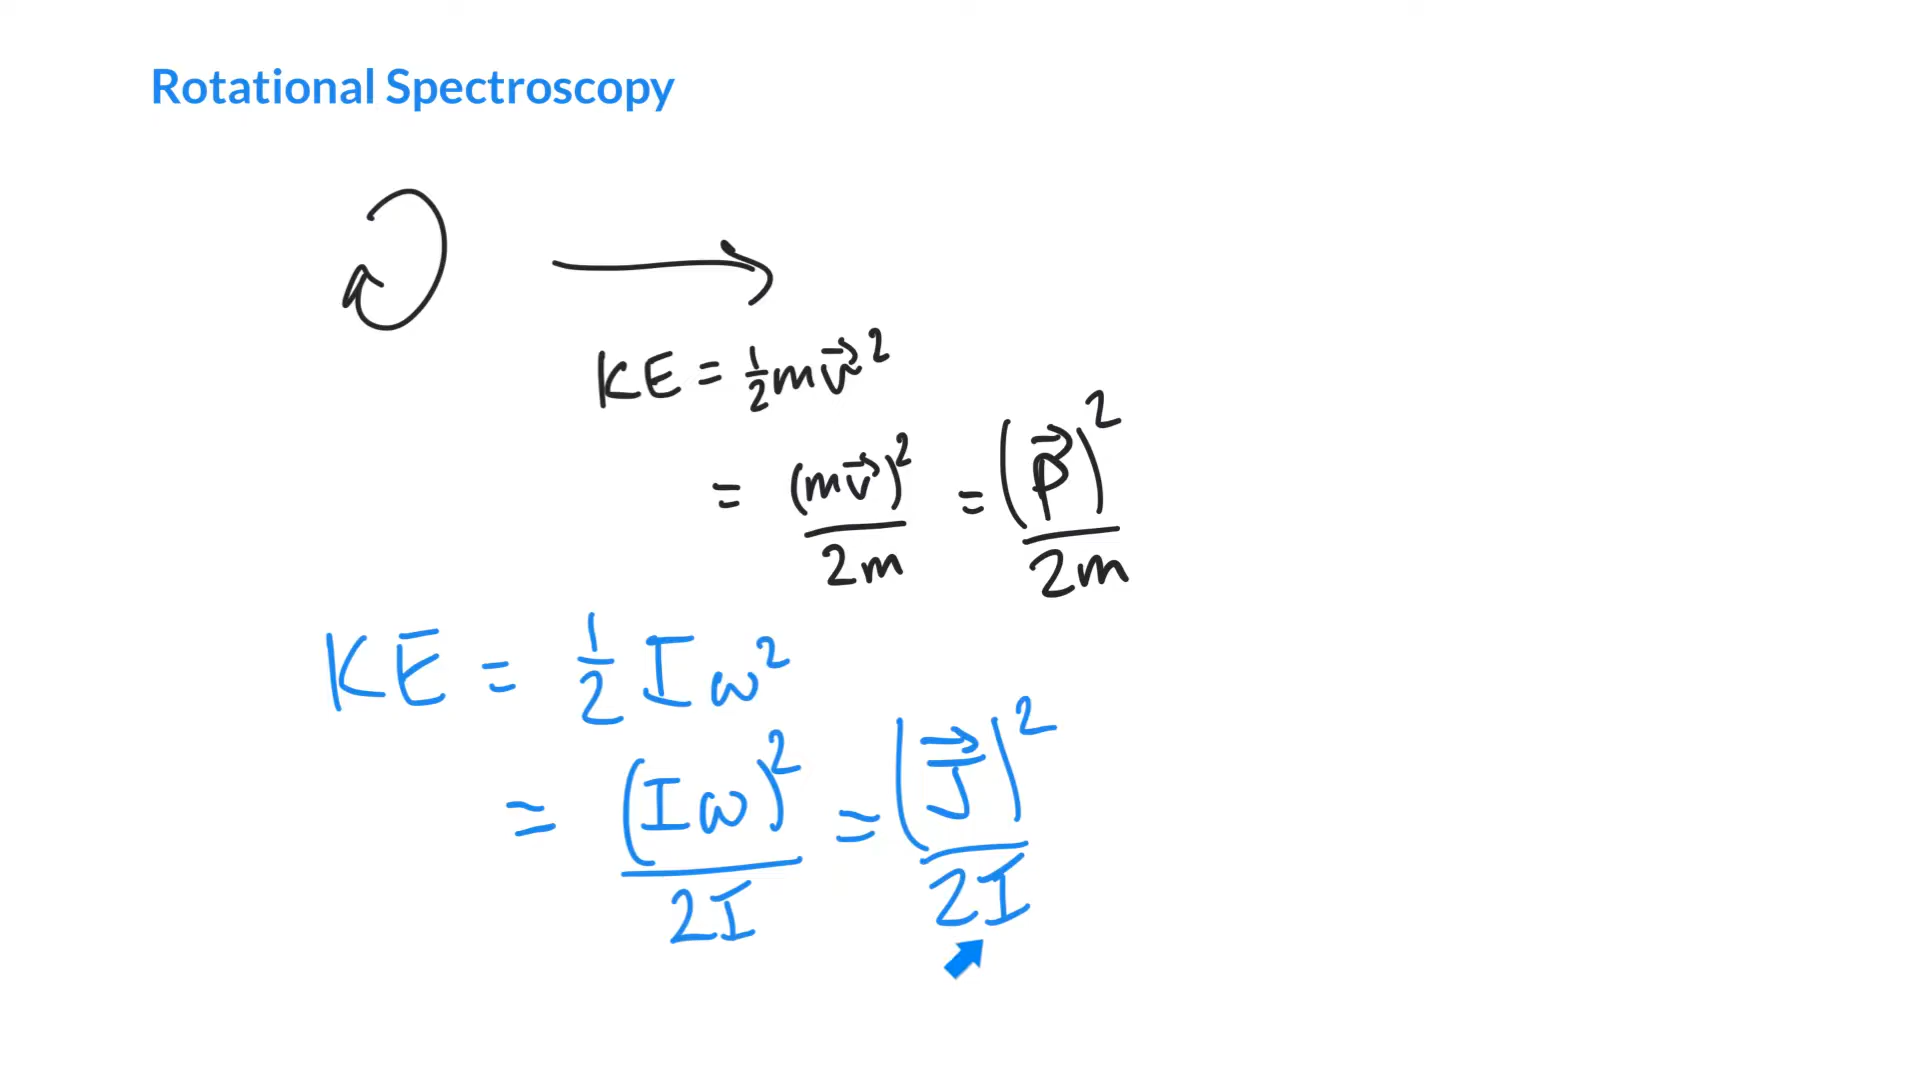 Rotational Spectroscopy
KE = ½mv⃗²
= (mv⃗)²/2m = (p⃗)²/2m
KE = ½Iω²
= (Iω)²/2I = (J⃗)²/2I